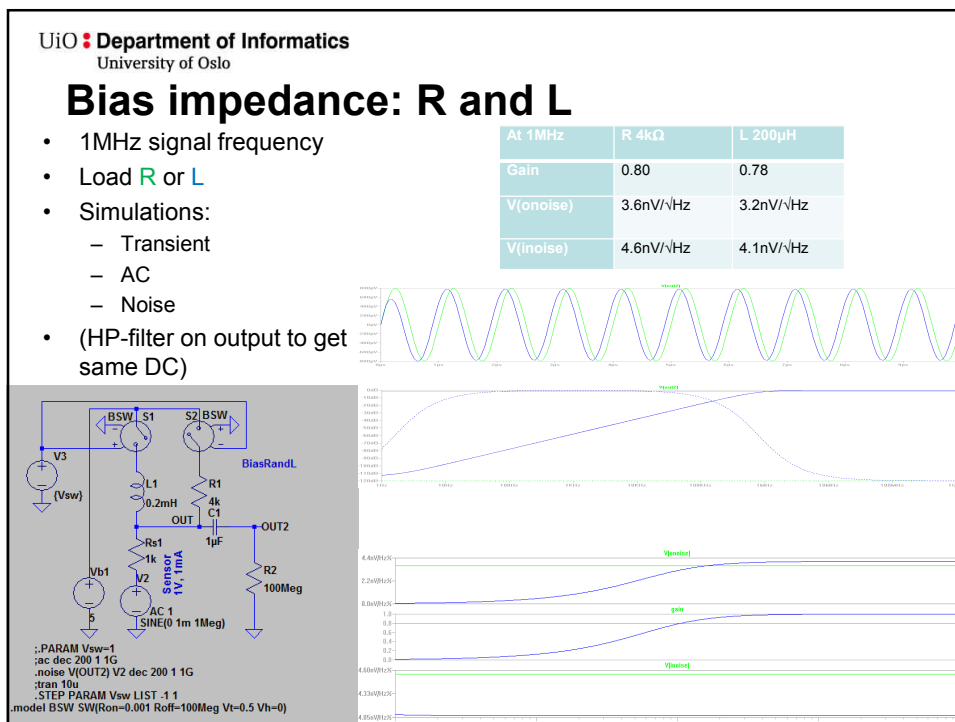 UiO : Department of Informatics
University of Oslo
Bias impedance: R and L
• 1MHz signal frequency
• Load R or L
• Simulations:
– Transient
– AC
– Noise
• (HP-filter on output to get
same DC)
At 1MHz R 4kΩ L 200µH
Gain 0.80 0.78
V(onoise) 3.6nV/√Hz 3.2nV/√Hz
V(inoise) 4.6nV/√Hz 4.1nV/√Hz
V(out2)
V(out2)
BSW S1 S2 BSW
V3
{Vsw}
BiasRandL
L1
0.2mH
R1
4k
C1
1µF
OUT
OUT2
Rs1
1k
Sensor
1V, 1mA
V2
AC 1
SINE(0 1m 1Meg)
Vb1
5
R2
100Meg
;.PARAM Vsw=1
;ac dec 200 1 1G
.noise V(OUT2) V2 dec 200 1 1G
;tran 10u
.STEP PARAM Vsw LIST -1 1
.model BSW SW(Ron=0.001 Roff=100Meg Vt=0.5 Vh=0)
V(onoise)
4.4nV/Hz½
2.2nV/Hz½
0.0nV/Hz½
gain
1.0
0.8
0.6
0.4
0.2
0.0
V(inoise)
4.60nV/Hz½
4.33nV/Hz½
4.05nV/Hz½